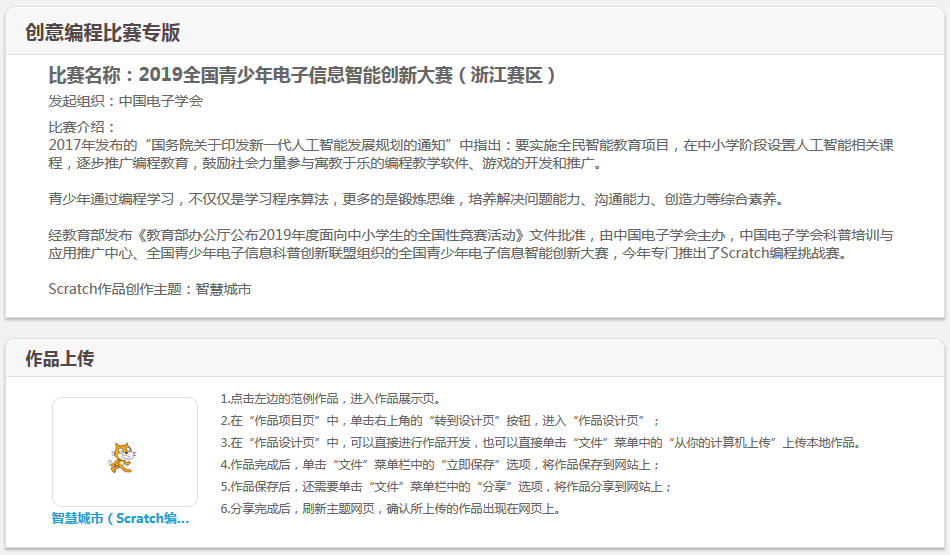 创意编程比赛专版
比赛名称：2019全国青少年电子信息智能创新大赛（浙江赛区）
发起组织：中国电子学会
比赛介绍：
2017年发布的“国务院关于印发新一代人工智能发展规划的通知”中指出：要实施全民智能教育项目，在中小学阶段设置人工智能相关课
程，逐步推广编程教育，鼓励社会力量参与寓教于乐的编程教学软件、游戏的开发和推广。
青少年通过编程学习，不仅仅是学习程序算法，更多的是锻炼思维，培养解决问题能力、沟通能力、创造力等综合素养。
经教育部发布《教育部办公厅公布2019年度面向中小学生的全国性竞赛活动》文件批准，由中国电子学会主办，中国电子学会科普培训与
应用推广中心、全国青少年电子信息科普创新联盟组织的全国青少年电子信息智能创新大赛，今年专门推出了Scratch编程挑战赛。
Scratch作品创作主题：智慧城市
作品上传
1.点击左边的范例作品，进入作品展示页。
2.在“作品项目页”中，单击右上角的“转到设计页”按钮，进入“作品设计页”；
3.在“作品设计页”中，可以直接进行作品开发，也可以直接单击“文件”菜单中的“从你的计算机上传”上传本地作品。
4.作品完成后，单击“文件”菜单栏中的“立即保存”选项，将作品保存到网站上；
5.作品保存后，还需要单击“文件”菜单栏中的“分享”选项，将作品分享到网站上；
6.分享完成后，刷新主题网页，确认所上传的作品出现在网页上。
智慧城市（Scratch编...